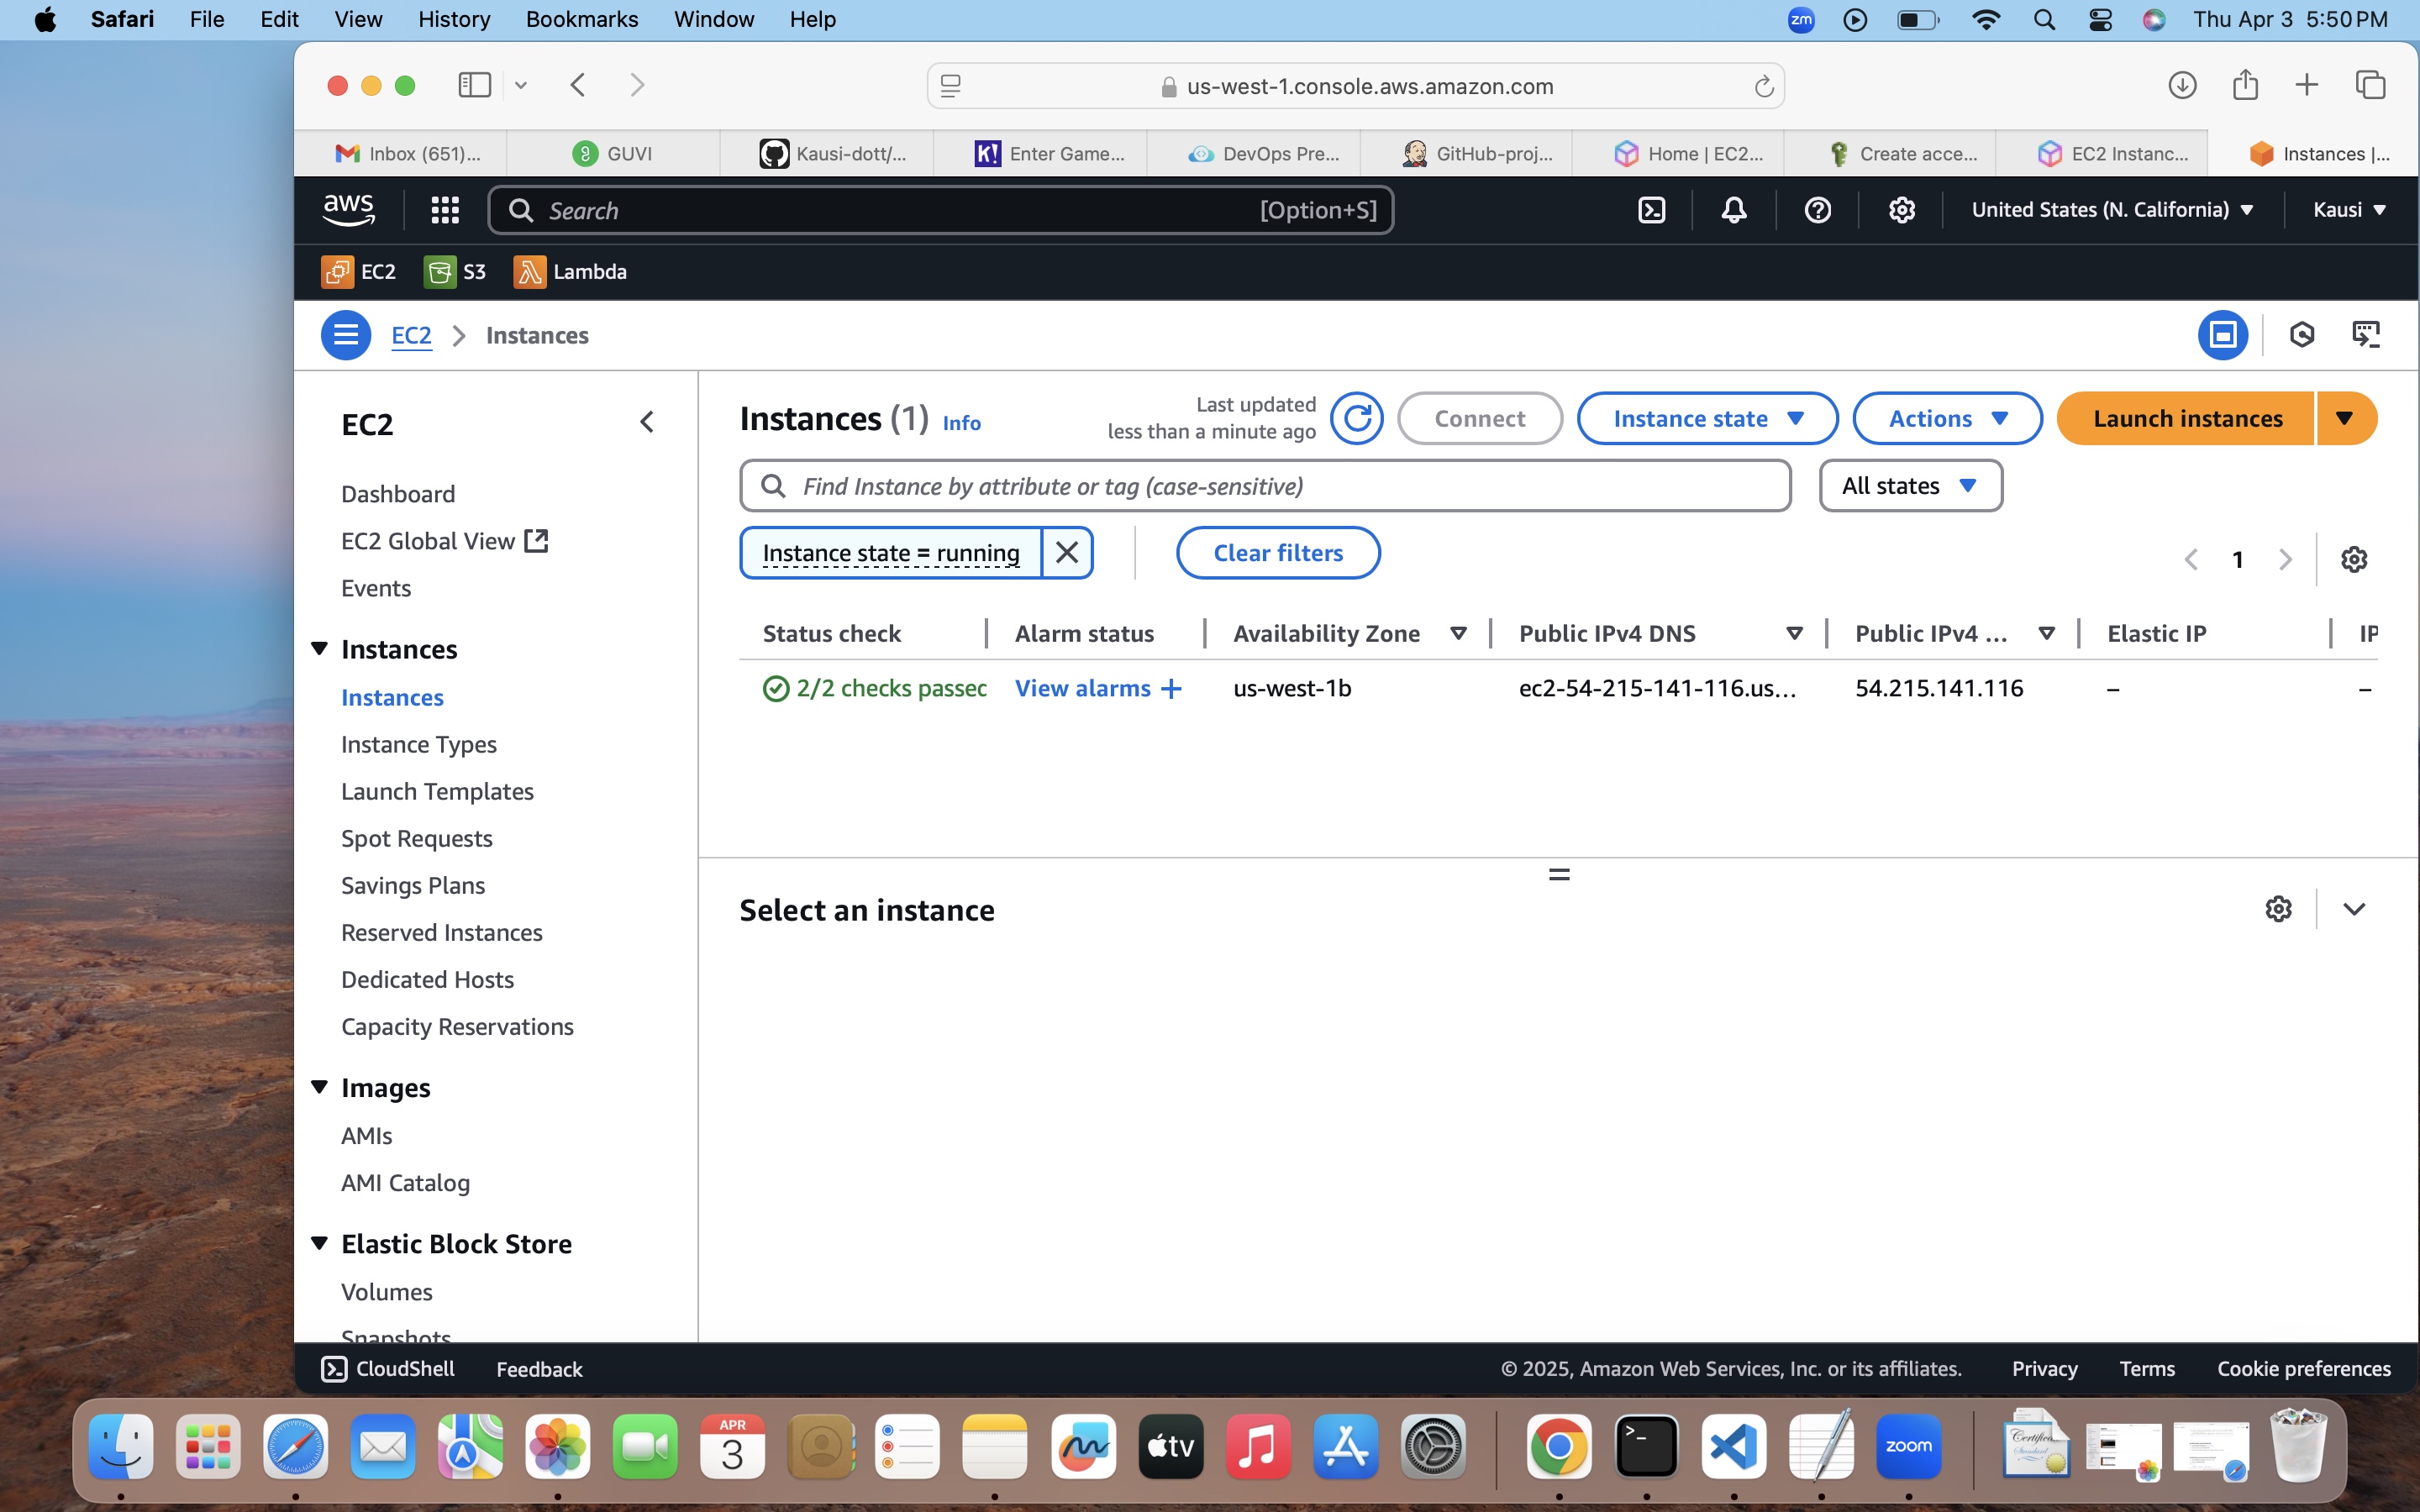 Safari File Edit View History Bookmarks Window Help zm Thu Apr 3 5:50 PM
us-west-1.console.aws.amazon.com
Inbox (651)... GUVI Kausi-dott/... K! Enter Game... DevOps Pre... GitHub-proj... Home | EC2... Create acce... EC2 Instanc... Instances |...
aws Search [Option+S] United States (N. California) Kausi
EC2 S3 Lambda
EC2 Instances
EC2
Dashboard
EC2 Global View
Events
Instances
Instances
Instance Types
Launch Templates
Spot Requests
Savings Plans
Reserved Instances
Dedicated Hosts
Capacity Reservations
Images
AMIs
AMI Catalog
Elastic Block Store
Volumes
Snapshots
Instances (1) Info
Last updated
less than a minute ago
Connect Instance state Actions Launch instances
Find Instance by attribute or tag (case-sensitive) All states
Instance state = running Clear filters 1
Status check Alarm status Availability Zone Public IPv4 DNS Public IPv4 ... Elastic IP IP
2/2 checks passed View alarms + us-west-1b ec2-54-215-141-116.us... 54.215.141.116 – –
Select an instance
CloudShell Feedback © 2025, Amazon Web Services, Inc. or its affiliates. Privacy Terms Cookie preferences
APR
3
tv
>_
zoom